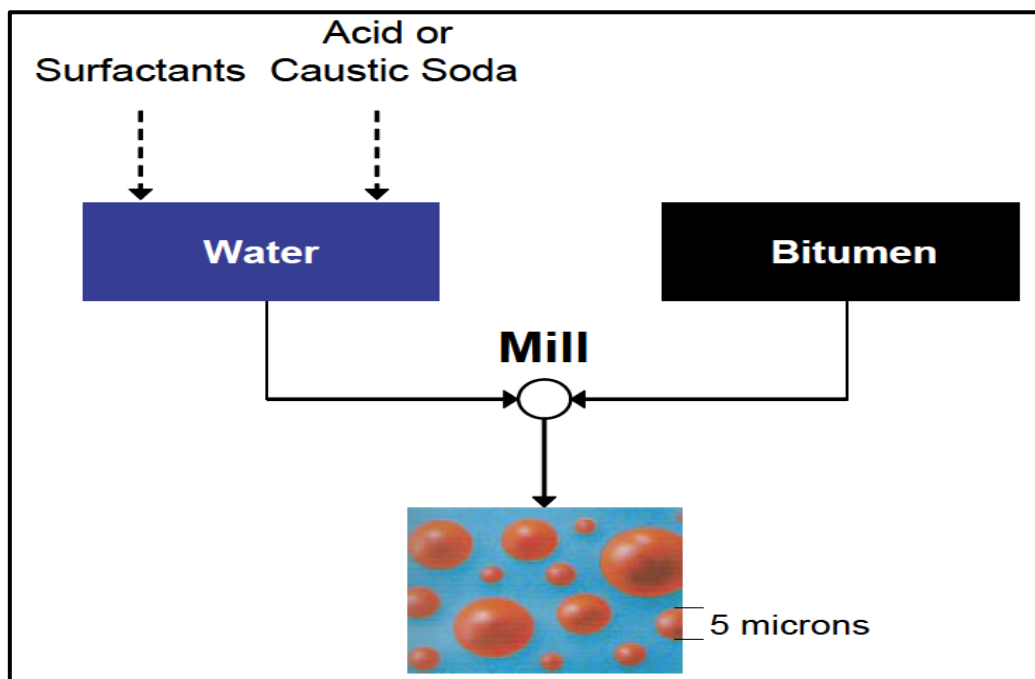 Surfactants
Acid or
Caustic Soda
Water
Bitumen
Mill
5 microns